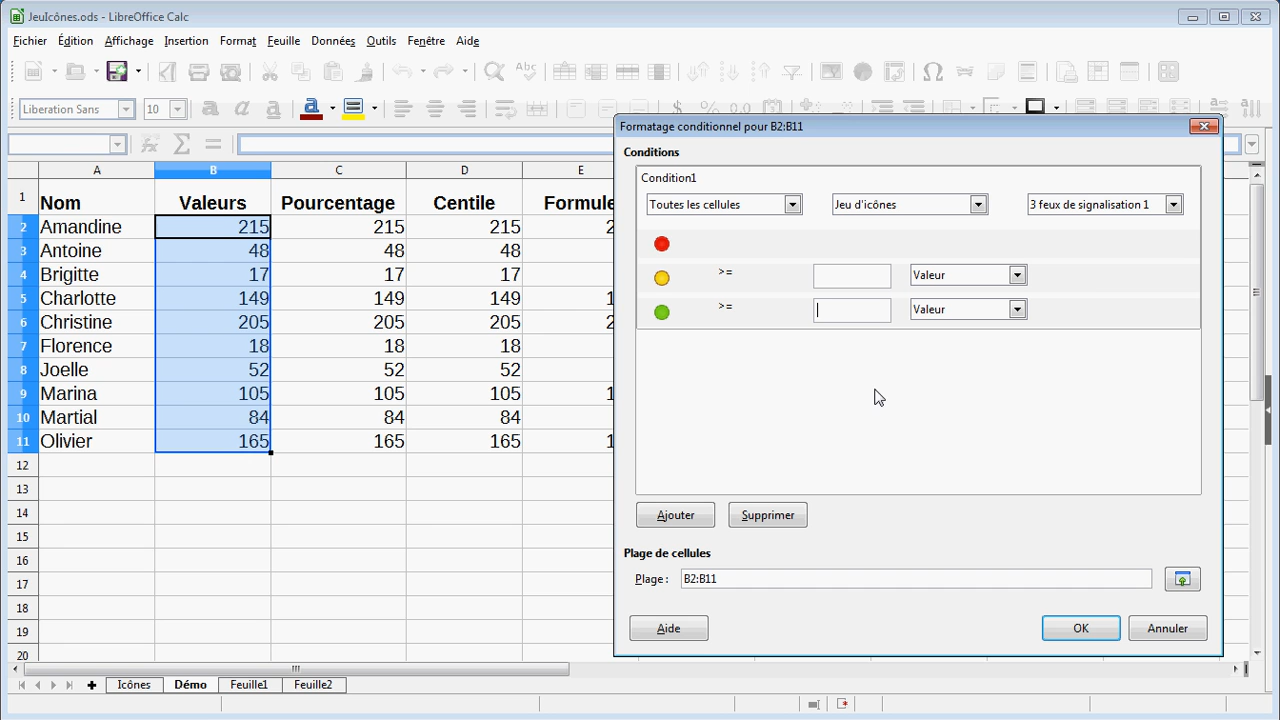 JeuIcônes.ods - LibreOffice Calc
Fichier Édition Affichage Insertion Format Feuille Données Outils Fenêtre Aide
Liberation Sans 10
Formatage conditionnel pour B2:B11
Conditions
Condition1
Toutes les cellules Jeu d'icônes 3 feux de signalisation 1
>= Valeur
>= Valeur
Ajouter Supprimer
Plage de cellules
Plage : B2:B11
Aide OK Annuler
A B C D E
1 Nom Valeurs Pourcentage Centile Formule
2 Amandine 215 215 215 2
3 Antoine 48 48 48
4 Brigitte 17 17 17
5 Charlotte 149 149 149 1
6 Christine 205 205 205 2
7 Florence 18 18 18
8 Joelle 52 52 52
9 Marina 105 105 105 1
10 Martial 84 84 84
11 Olivier 165 165 165 1
12
13
14
15
16
17
18
19
20
Icônes Démo Feuille1 Feuille2